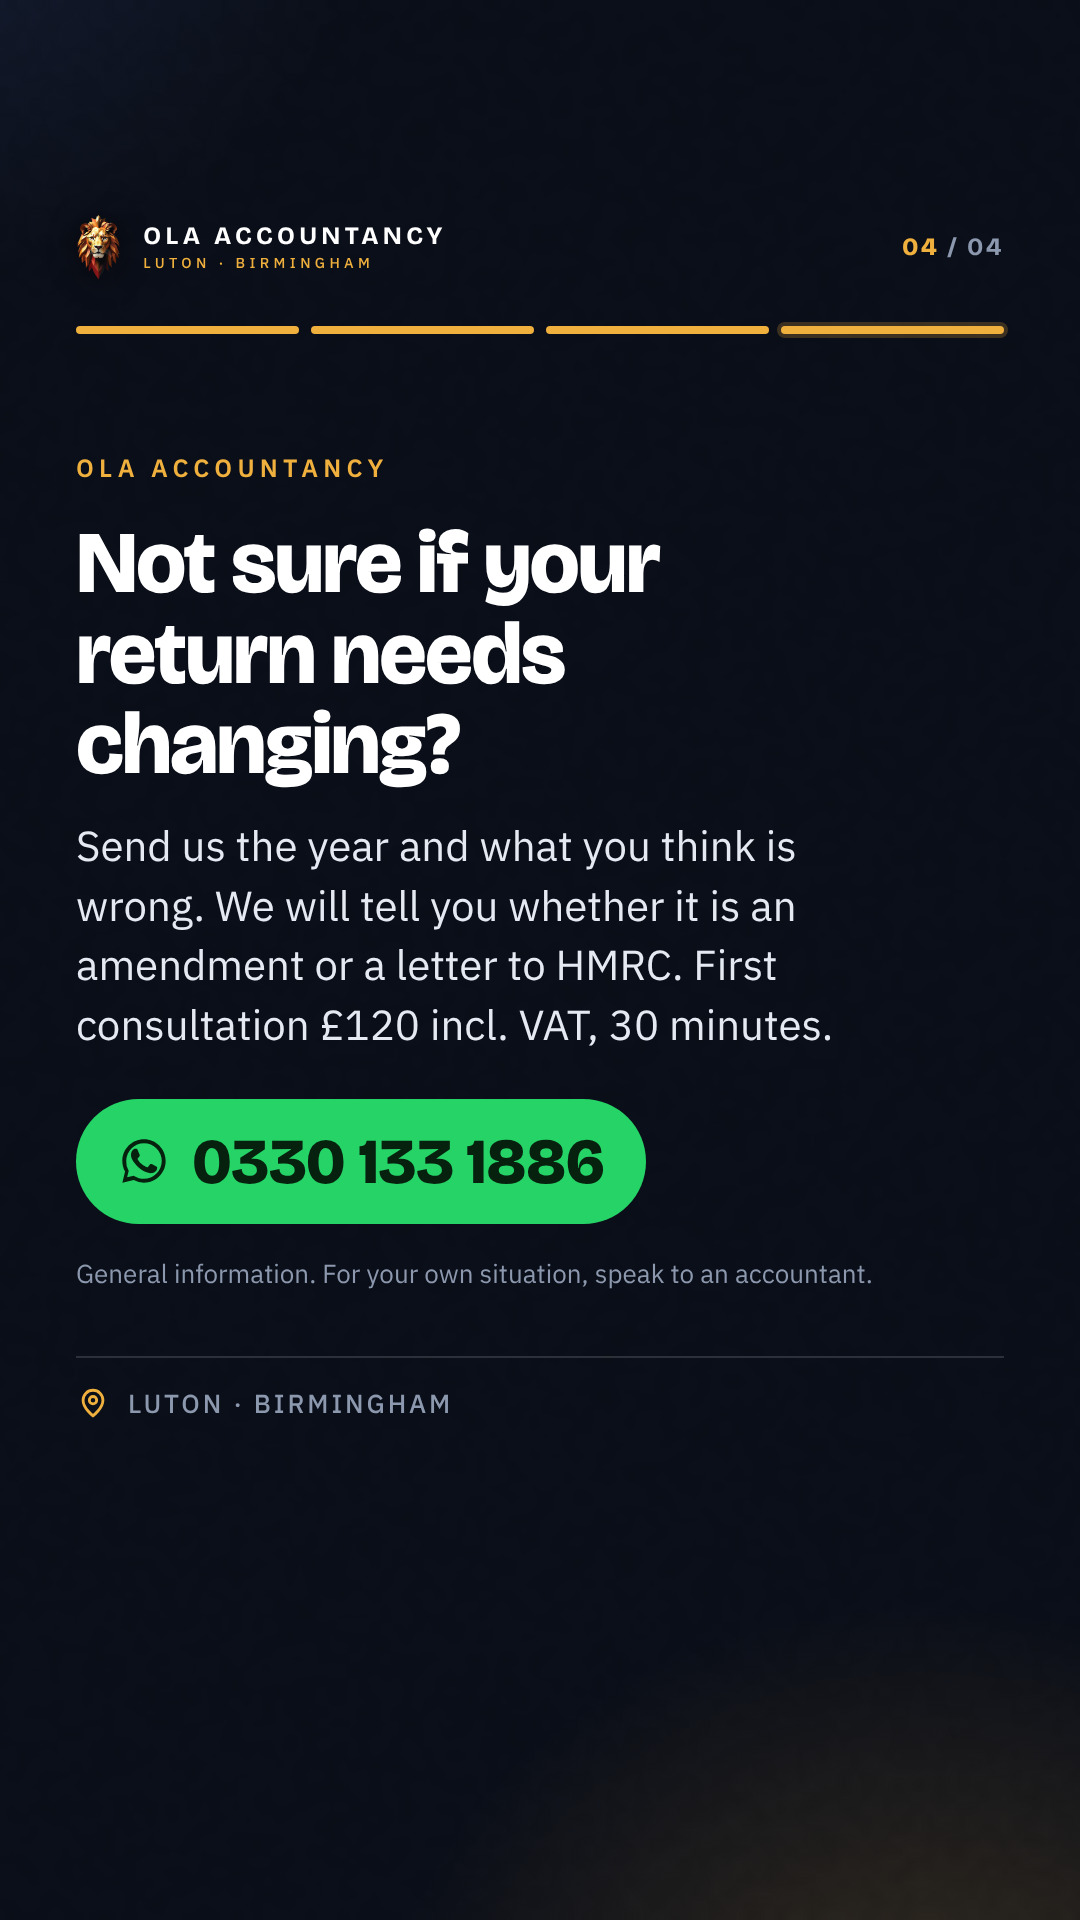 OLA ACCOUNTANCY
LUTON · BIRMINGHAM
04 / 04
OLA ACCOUNTANCY
Not sure if your
return needs
changing?
Send us the year and what you think is
wrong. We will tell you whether it is an
amendment or a letter to HMRC. First
consultation £120 incl. VAT, 30 minutes.
0330 133 1886
General information. For your own situation, speak to an accountant.
LUTON · BIRMINGHAM